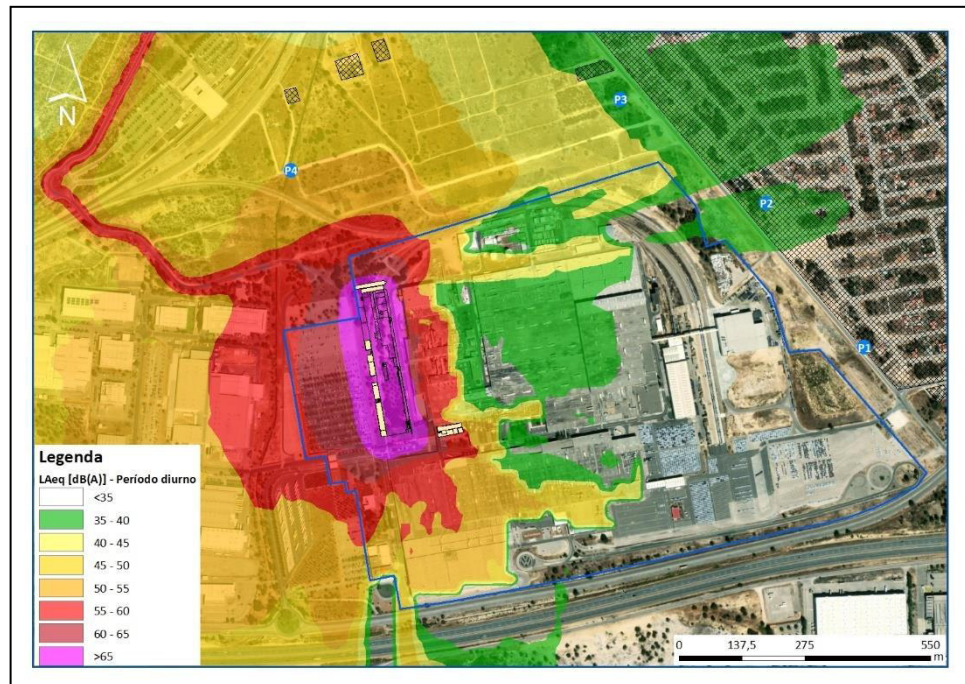 N
P3
P4
P2
P1
Legenda
LAeq [dB(A)] - Período diurno
<35
35 - 40
40 - 45
45 - 50
50 - 55
55 - 60
60 - 65
>65
0 137,5 275 550
m